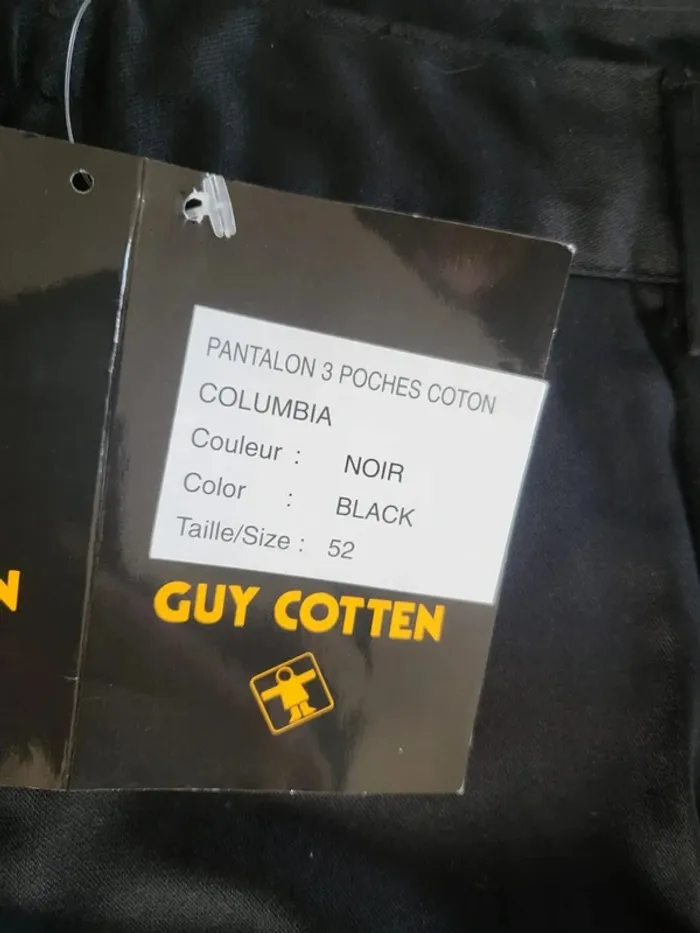 PANTALON 3 POCHES COTON
COLUMBIA
Couleur : NOIR
Color : BLACK
Taille/Size : 52
GUY COTTEN
N